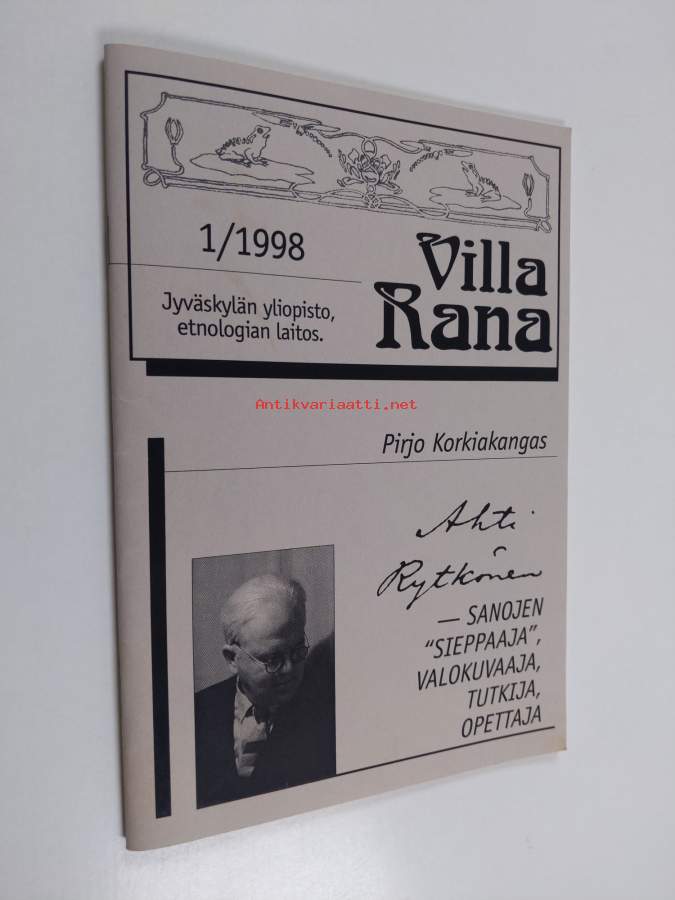 1/1998
Villa
Rana
Jyväskylän yliopisto,
etnologian laitos.
Antikvariaatti.net
Pirjo Korkiakangas
Ahti
Rytkönen
— SANOJEN
"SIEPPAAJA",
VALOKUVAAJA,
TUTKIJA,
OPETTAJA